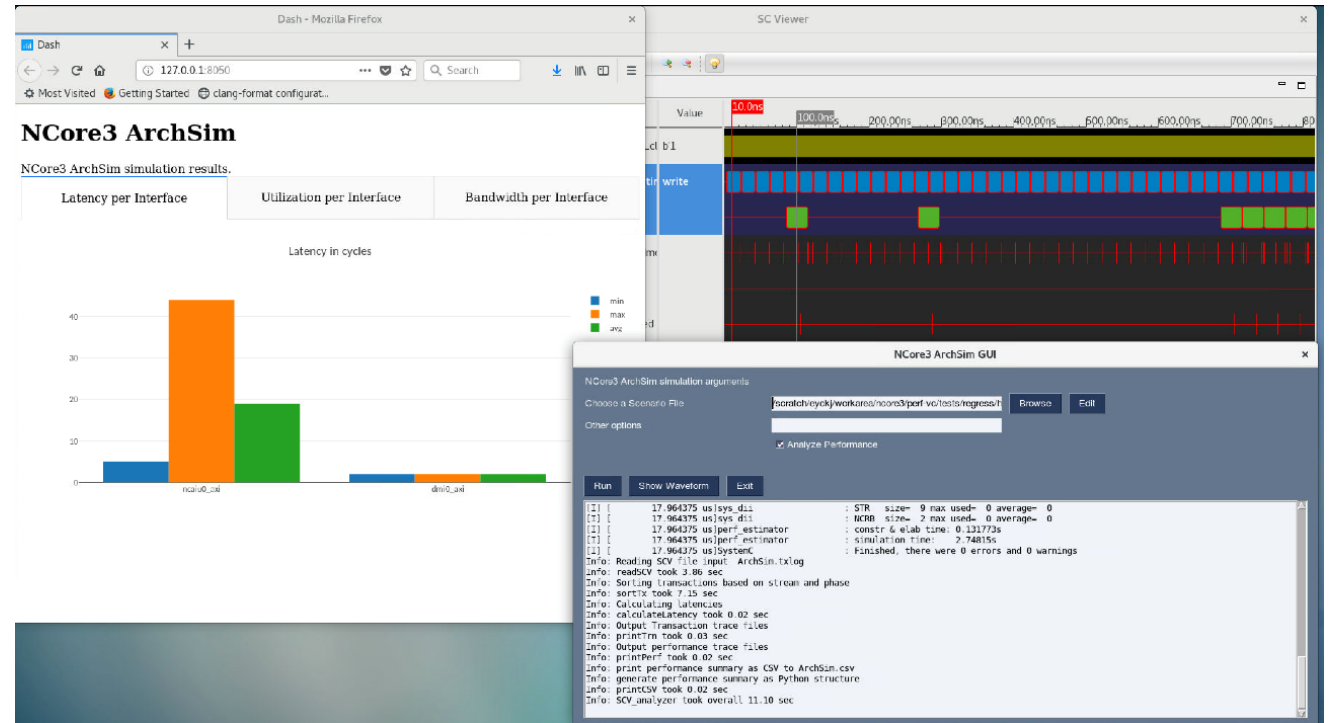 Dash - Mozilla Firefox ×
Dash × +
127.0.0.1:8050 ••• Search
Most Visited Getting Started clang-format configurat...
NCore3 ArchSim
NCore3 ArchSim simulation results.
Latency per Interface Utilization per Interface Bandwidth per Interface
Latency in cycles
min
max
avg
40
30
20
10
0
ncaiu0_axi dmi0_axi
SC Viewer ×
Value
10.0ns
100.0ns 200.00ns 300.00ns 400.00ns 500.00ns 600.00ns 700.00ns 80
b'1
write
NCore3 ArchSim GUI ×
NCore3 ArchSim simulation arguments
Choose a Scenario File /scratch/eyckj/workarea/ncore3/perf-vc/tests/regress/ Browse Edit
Other options
Analyze Performance
Run Show Waveform Exit
[I] [ 17.964375 us]sys_dii : STR size= 9 max used= 0 average= 0
[I] [ 17.964375 us]sys_dii : NCRB size= 2 max used= 0 average= 0
[I] [ 17.964375 us]perf_estimator : constr & elab time: 0.131773s
[I] [ 17.964375 us]perf_estimator : simulation time: 2.74815s
[I] [ 17.964375 us]SystemC : Finished, there were 0 errors and 0 warnings
Info: Reading SCV file input ArchSim.txlog
Info: readSCV took 3.86 sec
Info: Sorting transactions based on stream and phase
Info: sortTx took 7.15 sec
Info: Calculating latencies
Info: calculateLatency took 0.02 sec
Info: Output Transaction trace files
Info: printTrn took 0.03 sec
Info: Output performance trace files
Info: printPerf took 0.02 sec
Info: print performance summary as CSV to ArchSim.csv
Info: generate performance summary as Python structure
Info: printCSV took 0.02 sec
Info: SCV_analyzer took overall 11.10 sec